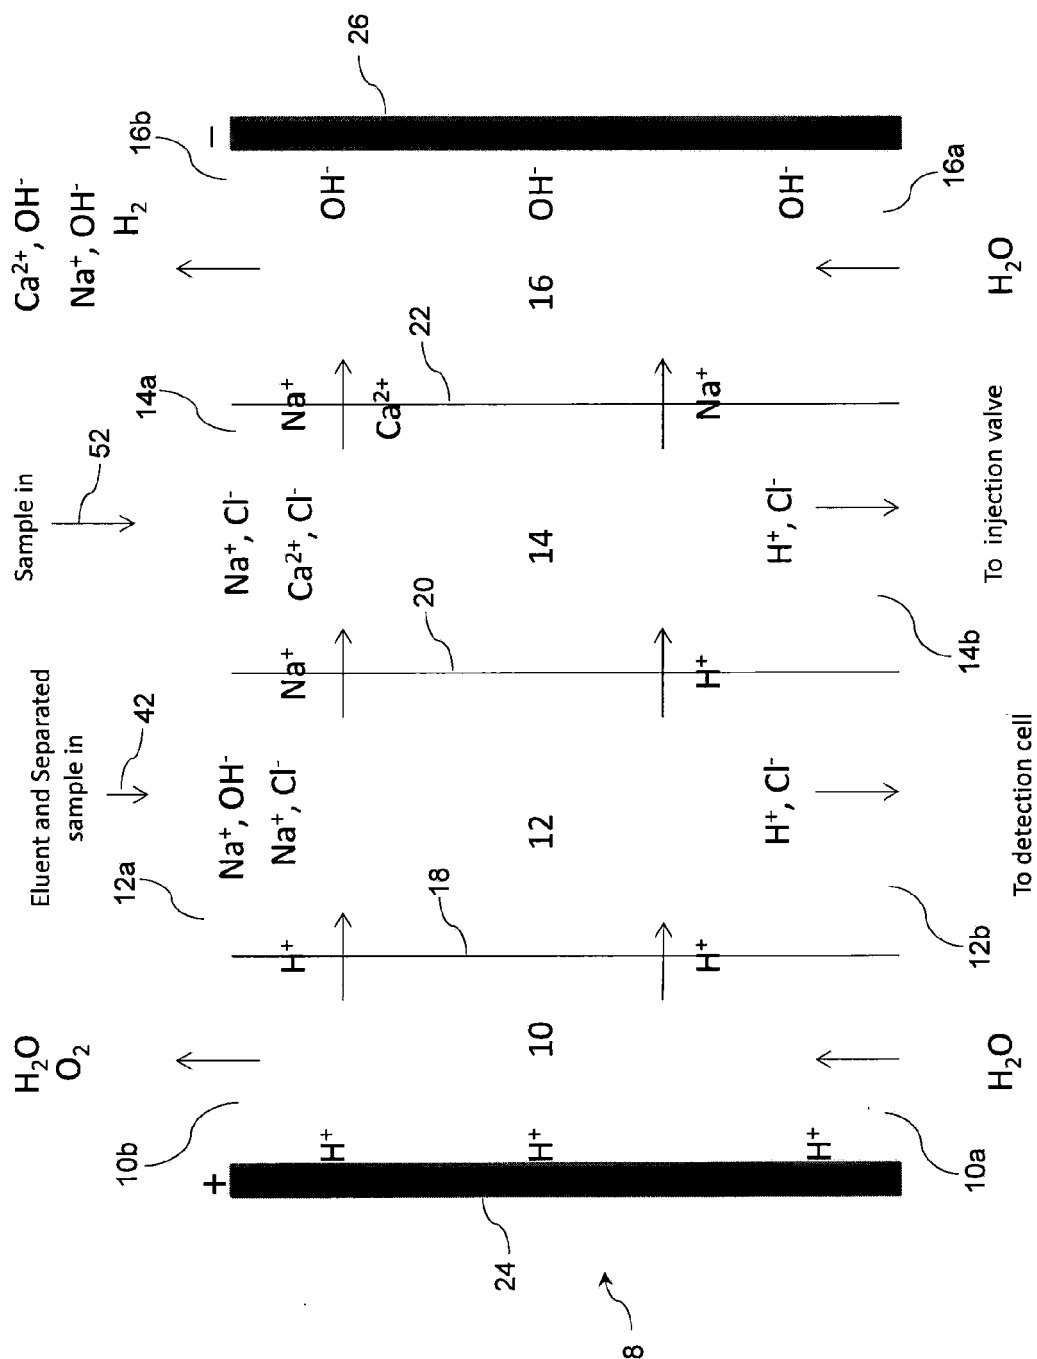 H₂O
O₂
Eluent and Separated
sample in
Sample in
Ca²⁺, OH⁻
Na⁺, OH⁻
H₂
10b
12a
42
52
14a
16b
+
−
Na⁺, OH⁻
Na⁺, Cl⁻
Na⁺, Cl⁻
Ca²⁺, Cl⁻
H⁺
H⁺
Na⁺
Na⁺
Ca²⁺
OH⁻
26
18
20
22
24
H⁺
10
12
14
16
OH⁻
8
H⁺
H⁺
H⁺
Na⁺
H⁺, Cl⁻
H⁺, Cl⁻
H⁺
OH⁻
10a
12b
14b
16a
H₂O
To detection cell
To injection valve
H₂O